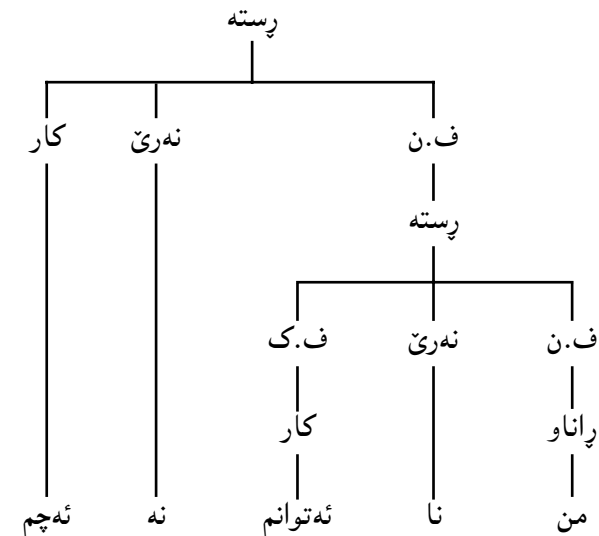 ڕستە
ف.ن نەرێ کار
ڕستە
ف.ن نەرێ ف.ک
ڕاناو کار
من نا ئەتوانم نە ئەچم